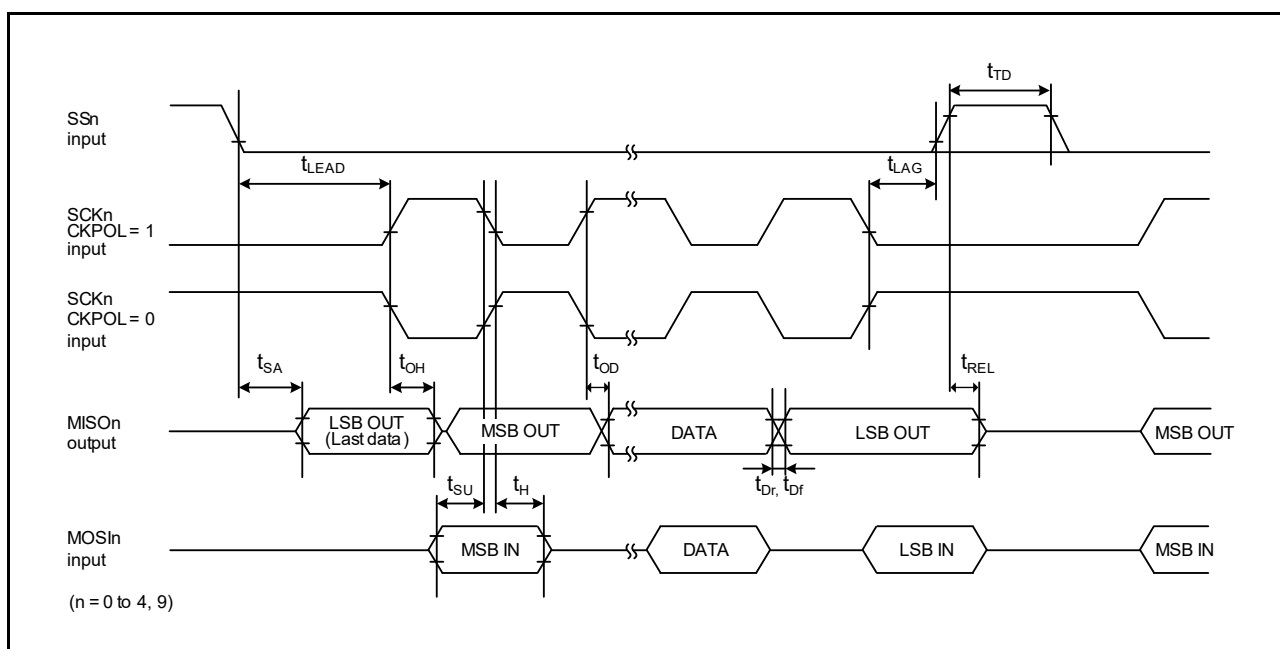 SSn
input
tTD
tLEAD
tLAG
SCKn
CKPOL = 1
input
SCKn
CKPOL = 0
input
tSA
tOH
tOD
tREL
MISOn
output
LSB OUT
(Last data)
MSB OUT
DATA
LSB OUT
MSB OUT
tSU
tH
tDr, tDf
MOSIn
input
MSB IN
DATA
LSB IN
MSB IN
(n = 0 to 4, 9)